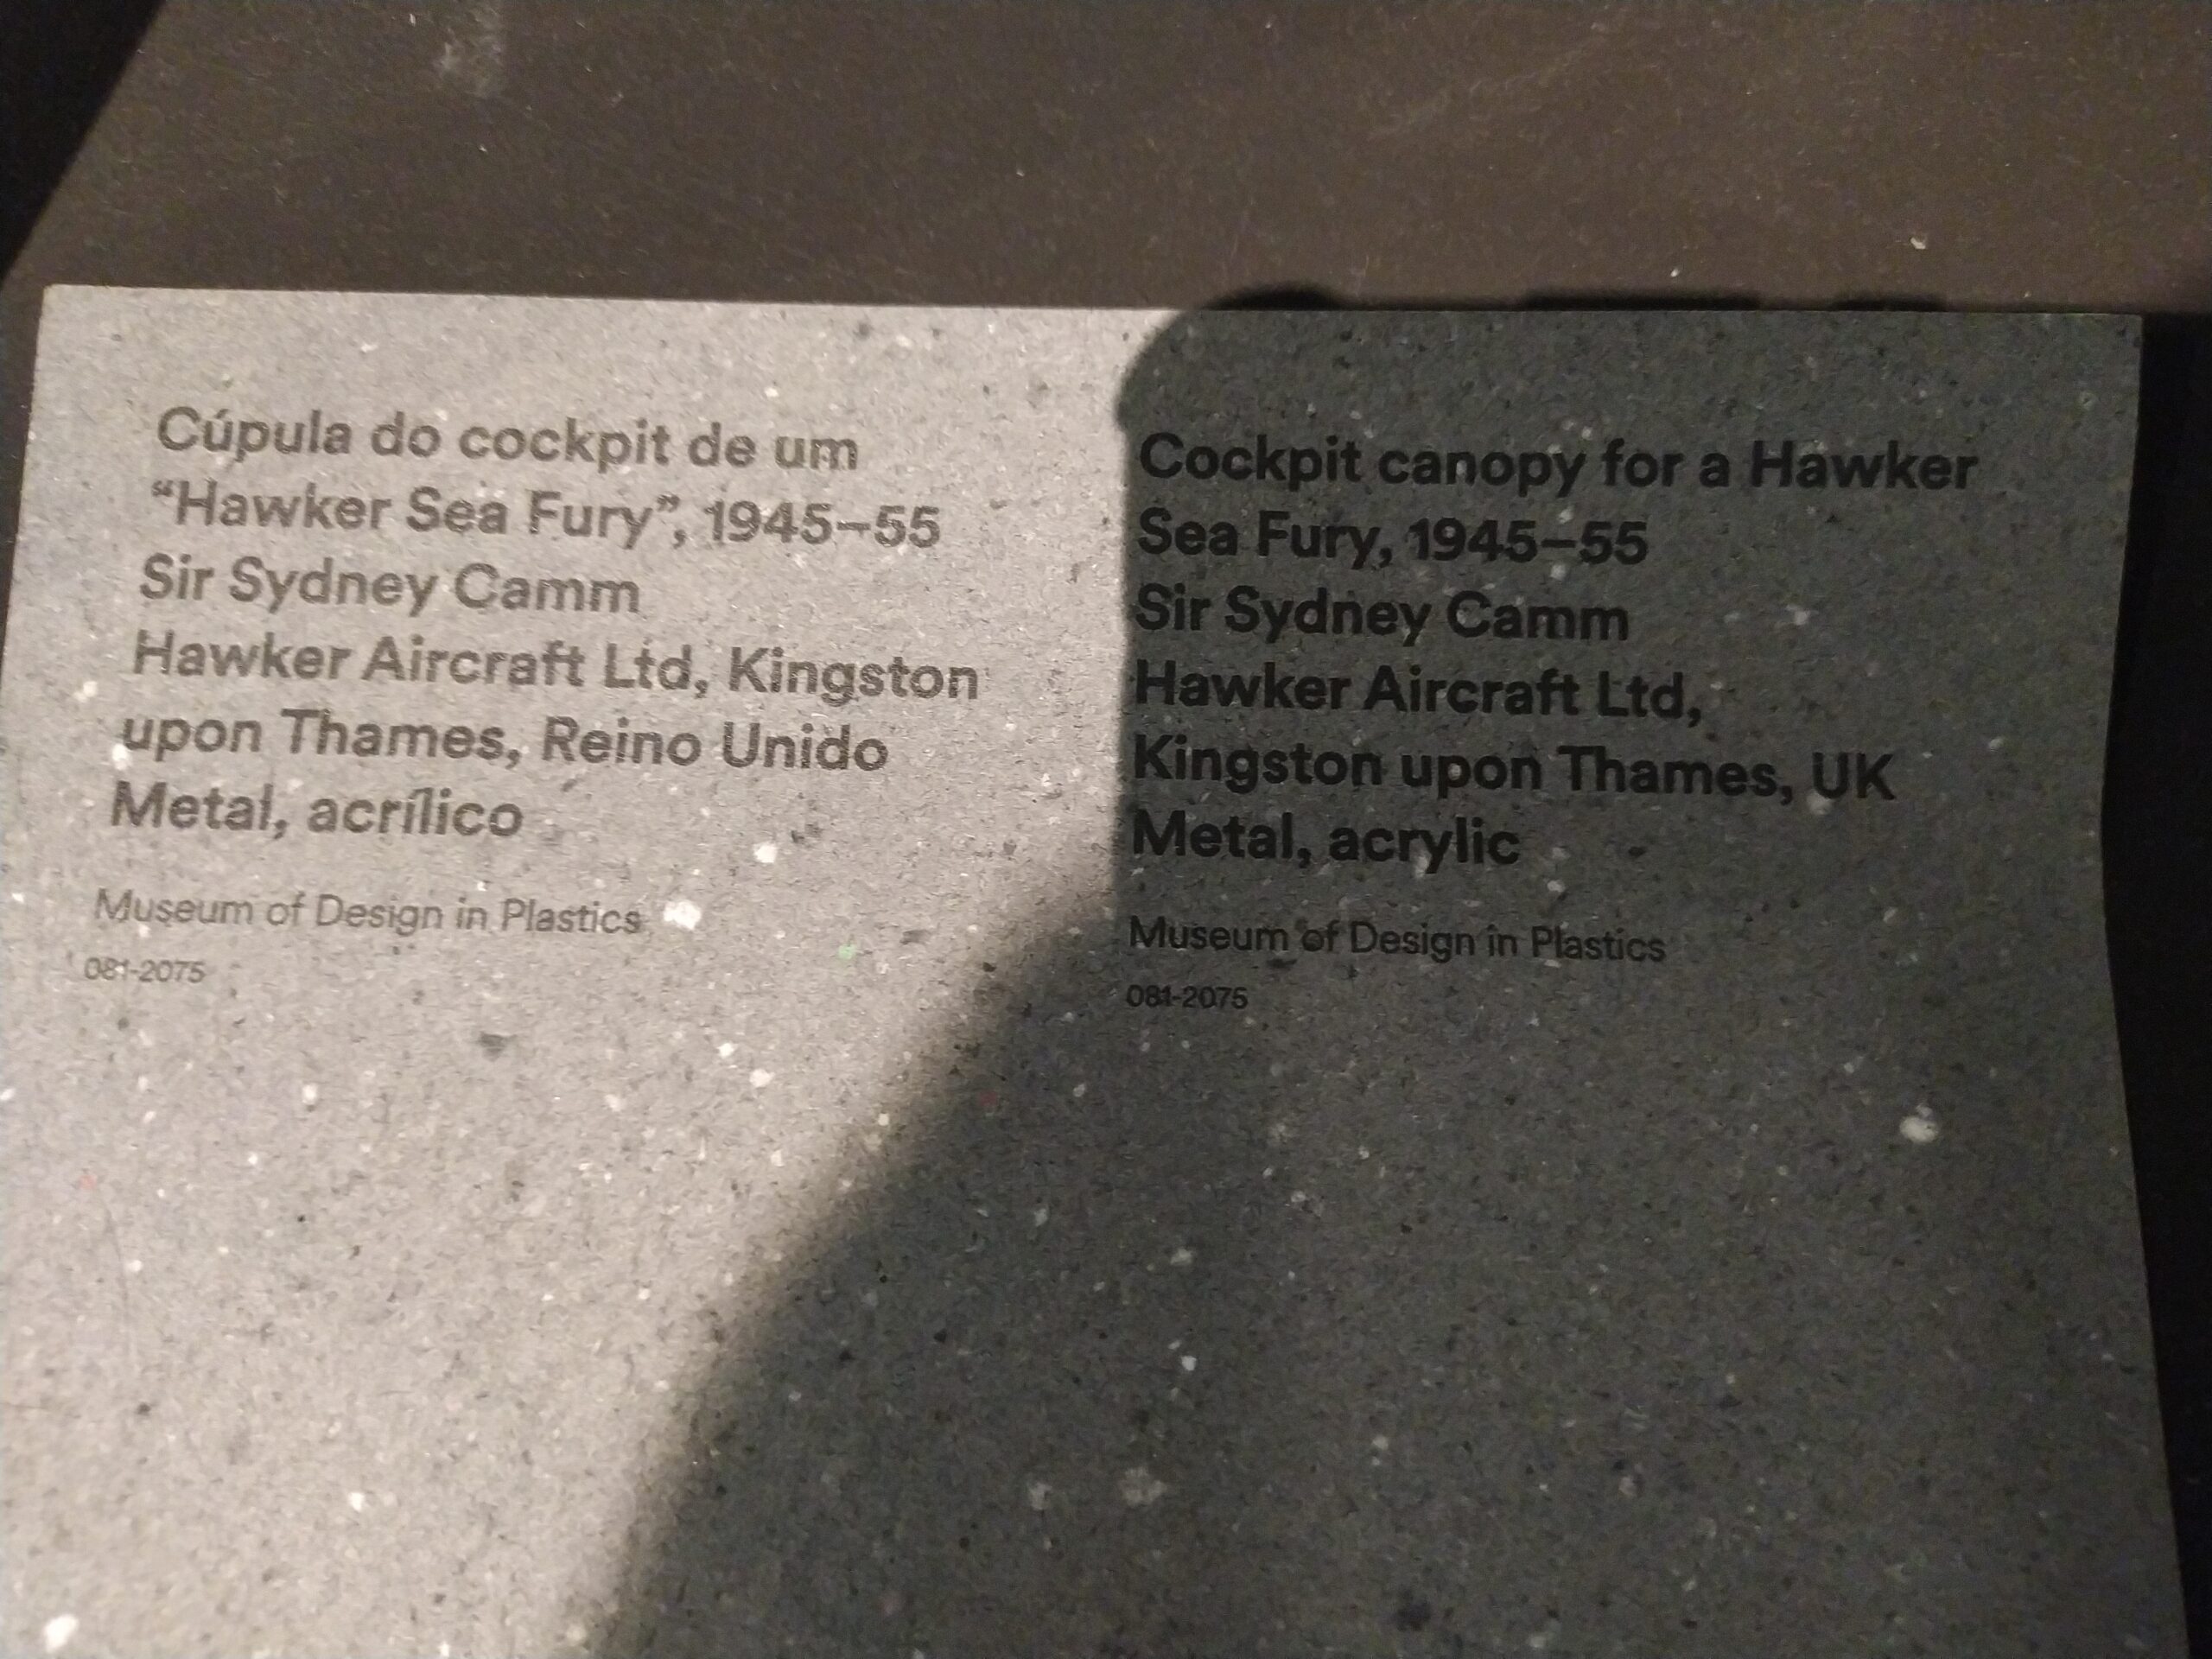 Cúpula do cockpit de um
“Hawker Sea Fury”, 1945–55
Sir Sydney Camm
Hawker Aircraft Ltd, Kingston
upon Thames, Reino Unido
Metal, acrílico
Museum of Design in Plastics
081-2075
Cockpit canopy for a Hawker
Sea Fury, 1945–55
Sir Sydney Camm
Hawker Aircraft Ltd,
Kingston upon Thames, UK
Metal, acrylic
Museum of Design in Plastics
081-2075